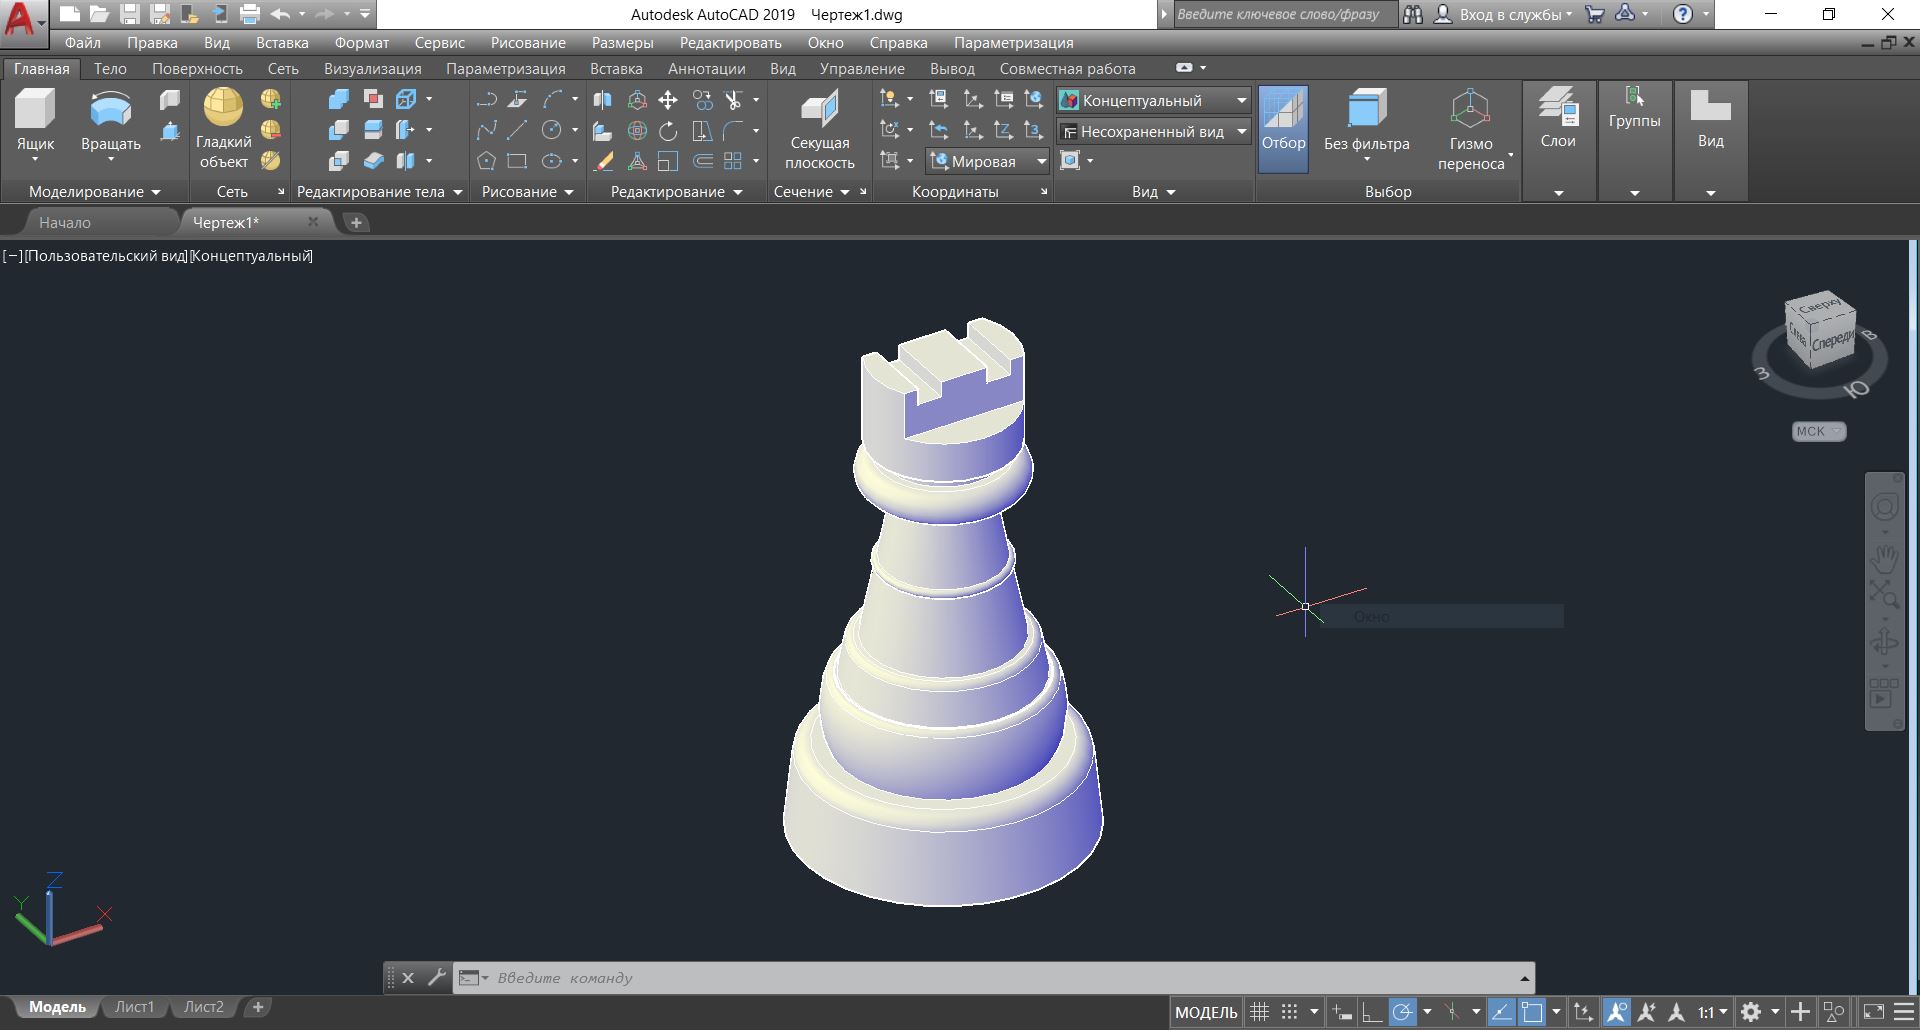 Autodesk AutoCAD 2019 Чертеж1.dwg
Введите ключевое слово/фразу
Вход в службы
Файл Правка Вид Вставка Формат Сервис Рисование Размеры Редактировать Окно Справка Параметризация
Главная Тело Поверхность Сеть Визуализация Параметризация Вставка Аннотации Вид Управление Вывод Совместная работа
Ящик
Вращать
Гладкий
объект
Секущая
плоскость
Концептуальный
Несохраненный вид
Мировая
Отбор
Без фильтра
Гизмо
переноса
Слои
Группы
Вид
Моделирование Сеть Редактирование тела Рисование Редактирование Сечение Координаты Вид Выбор
Начало Чертеж1*
[−][Пользовательский вид][Концептуальный]
Сверху
Слева
Спереди
В
З
Ю
МСК
Окно
Z
Y
X
Введите команду
Модель Лист1 Лист2
МОДЕЛЬ
1:1